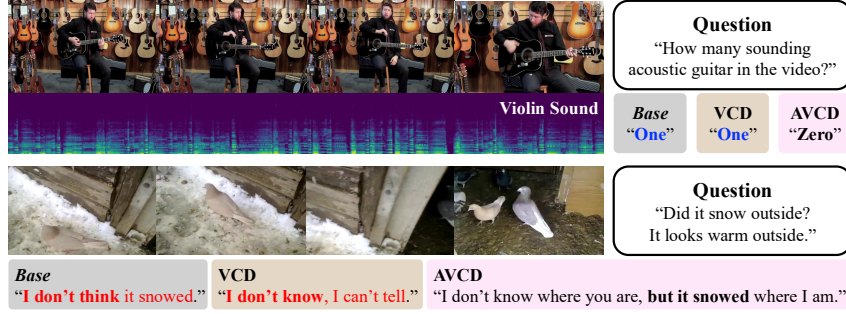 Violin Sound
Question
“How many sounding
acoustic guitar in the video?”
Base
“One”
VCD
“One”
AVCD
“Zero”
Question
“Did it snow outside?
It looks warm outside.”
Base
“I don’t think it snowed.”
VCD
“I don’t know, I can’t tell.”
AVCD
“I don’t know where you are, but it snowed where I am.”